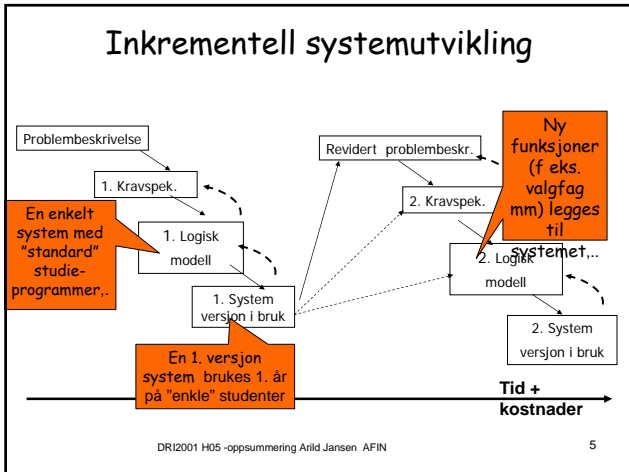 Inkrementell systemutvikling
Problembeskrivelse
1. Kravspek.
En enkelt
system med
"standard"
studie-
programmer,.
1. Logisk
modell
1. System
versjon i bruk
En 1. versjon
system brukes 1. år
på "enkle" studenter
Revidert problembeskr.
2. Kravspek.
Ny
funksjoner
(f eks.
valgfag
mm) legges
til
systemet,..
2. Logisk
modell
2. System
versjon i bruk
Tid +
kostnader
DRI2001 H05 -oppsummering Arild Jansen AFIN
5